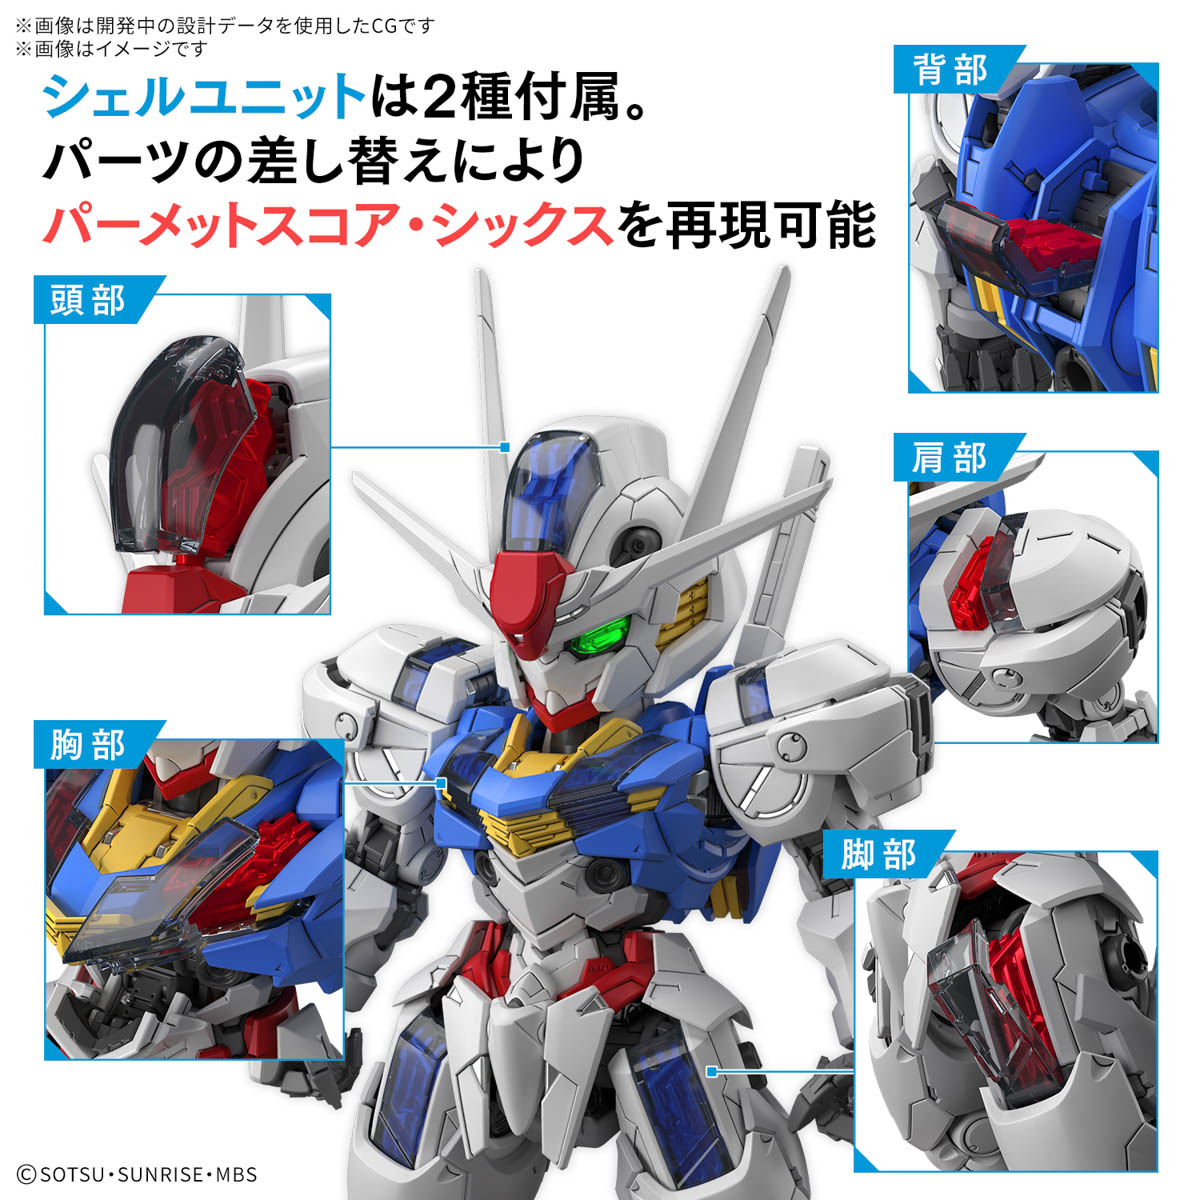 ※画像は開発中の設計データを使用したCGです
※画像はイメージです
シェルユニットは2種付属。
パーツの差し替えにより
パーメットスコア・シックスを再現可能
背部
頭部
肩部
胸部
脚部
©SOTSU・SUNRISE・MBS